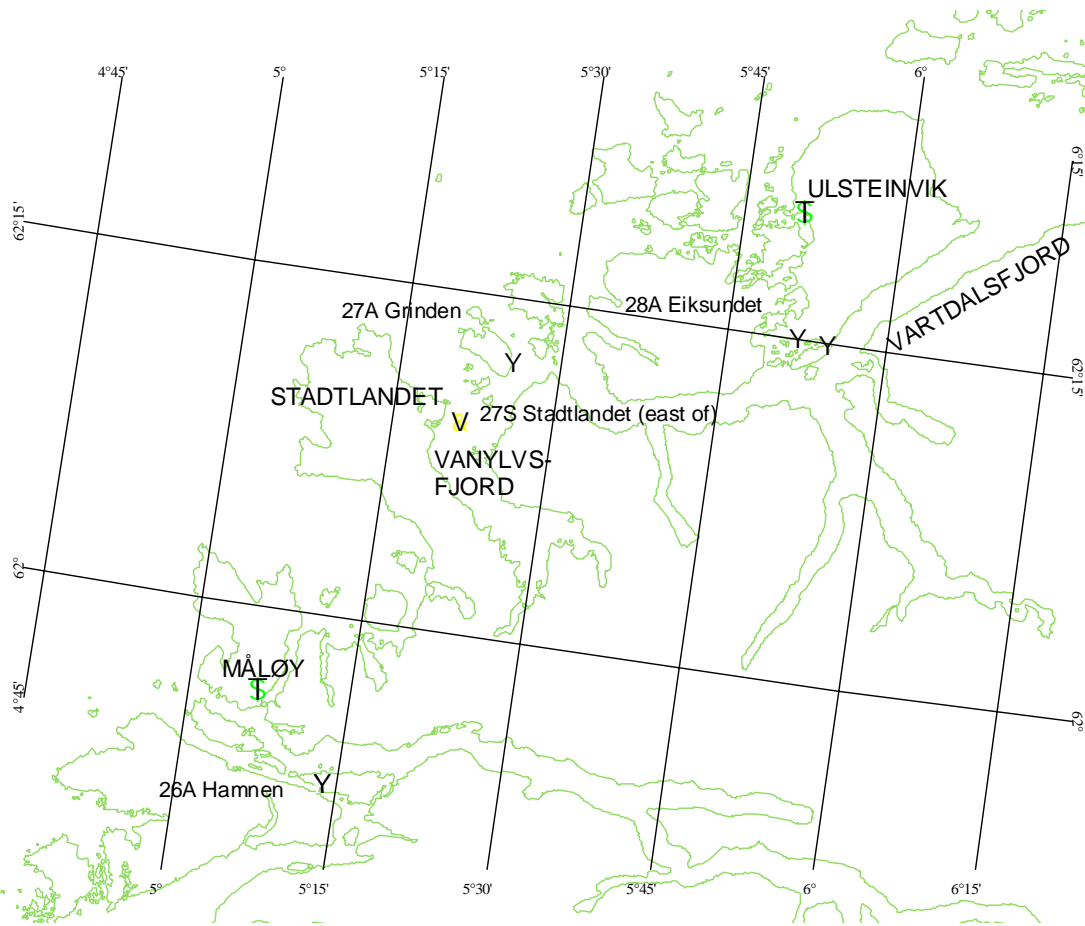 4°45'
5°
5°15'
5°30'
5°45'
6°
6°15'
ULSTEINVIK
S
T
62°15'
VARTDALSFJORD
27A Grinden
28A Eiksundet
Y
Y
Y
62°15'
STADTLANDET
27S Stadtlandet (east of)
V
VANYLVS-
FJORD
62°
MÅLØY
S
T
4°45'
62°
26A Hamnen
Y
5°
5°15'
5°30'
5°45'
6°
6°15'